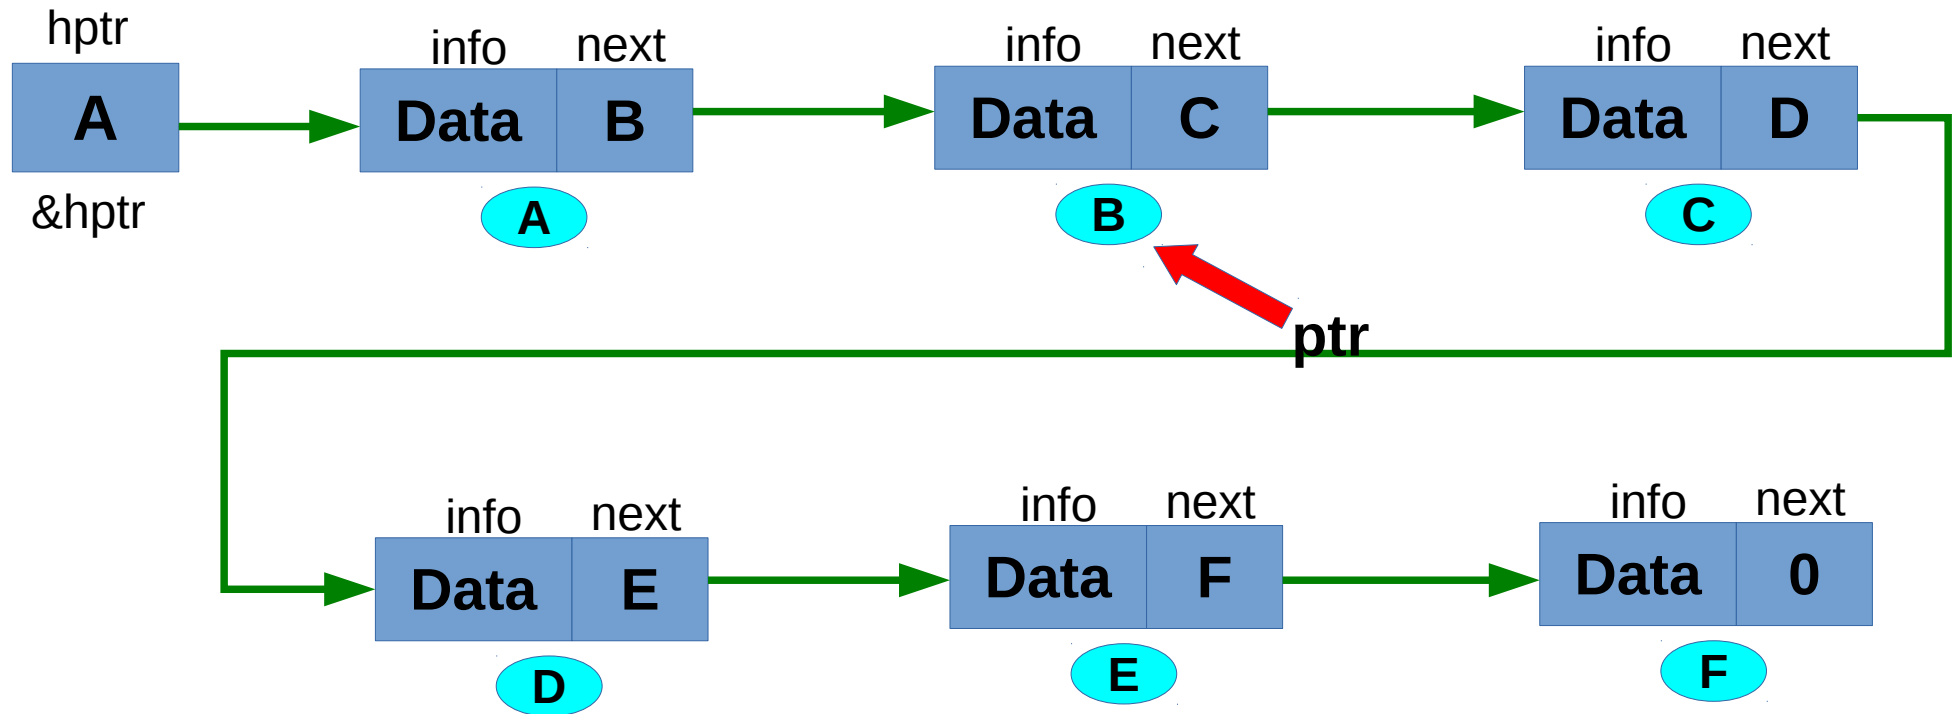 hptr
info next info next info next
A Data B Data C Data D
&hptr A B C
ptr
info next info next info next
Data E Data F Data 0
D E F